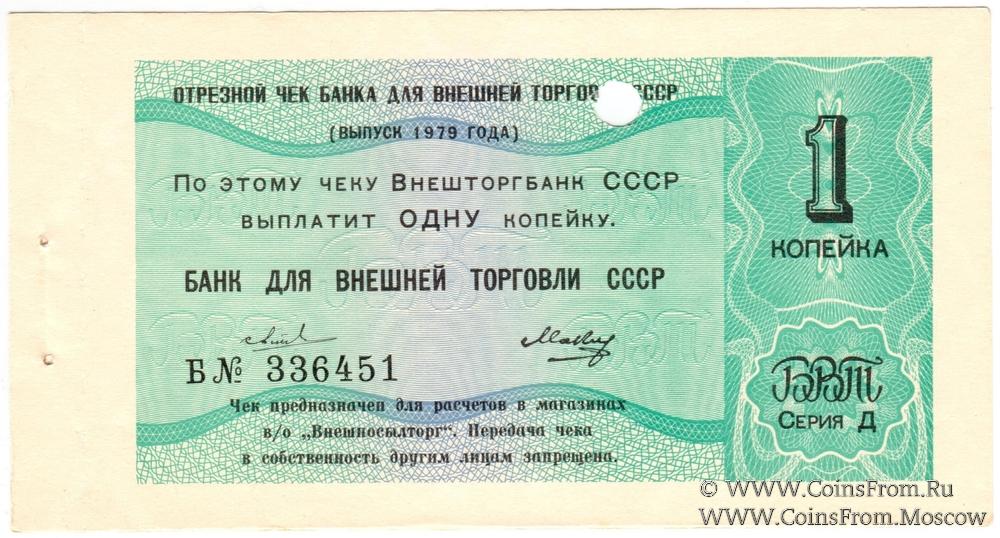 ОТРЕЗНОЙ ЧЕК БАНКА ДЛЯ ВНЕШНЕЙ ТОРГОВ СССР
(ВЫПУСК 1979 ГОДА)
ПО ЭТОМУ ЧЕКУ ВНЕШТОРГБАНК СССР
ВЫПЛАТИТ ОДНУ КОПЕЙКУ.
БАНК ДЛЯ ВНЕШНЕЙ ТОРГОВЛИ СССР
Б № 336451
Чек предназначен для расчетов в магазинах
в/о „Внешпосылторг“. Передача чека
в собственность другим лицам запрещена.
1
КОПЕЙКА
БВТ
СЕРИЯ Д
© WWW.CoinsFrom.Ru
WWW.CoinsFrom.Moscow